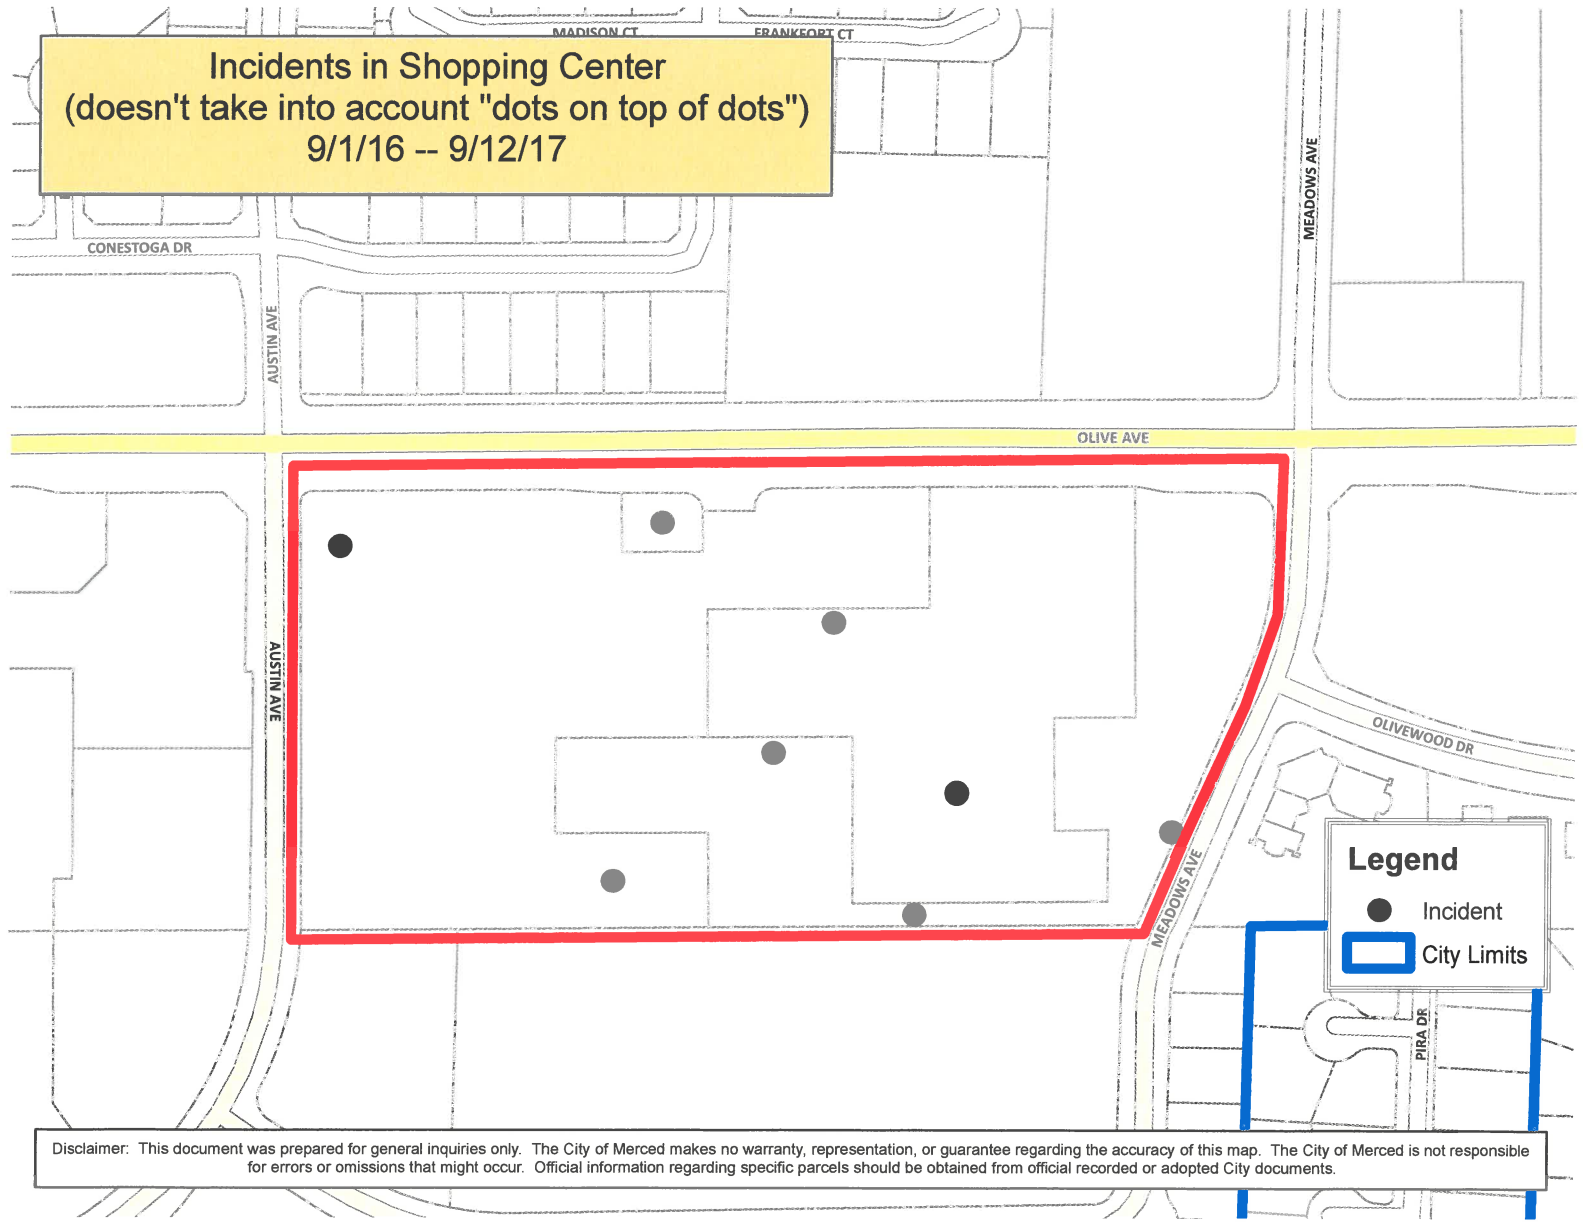 MADISON CT
FRANKFORT CT
Incidents in Shopping Center
(doesn't take into account "dots on top of dots")
9/1/16 -- 9/12/17
MEADOWS AVE
CONESTOGA DR
AUSTIN AVE
OLIVE AVE
AUSTIN AVE
OLIVEWOOD DR
MEADOWS AVE
Legend
Incident
City Limits
PIRA DR
Disclaimer: This document was prepared for general inquiries only. The City of Merced makes no warranty, representation, or guarantee regarding the accuracy of this map. The City of Merced is not responsible
for errors or omissions that might occur. Official information regarding specific parcels should be obtained from official recorded or adopted City documents.